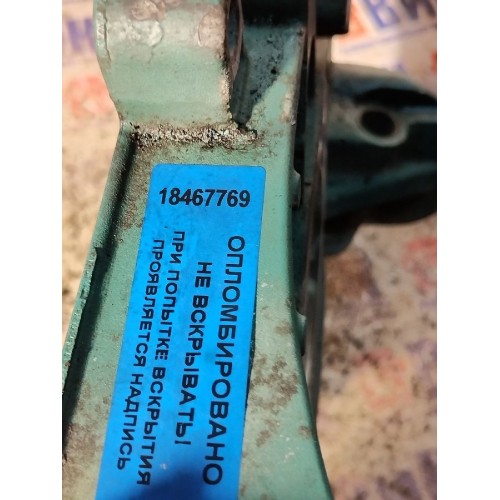 18467769
ОПЛОМБИРОВАНО
НЕ ВСКРЫВАТЬ!
ПРИ ПОПЫТКЕ ВСКРЫТИЯ
ПРОЯВЛЯЕТСЯ НАДПИСЬ